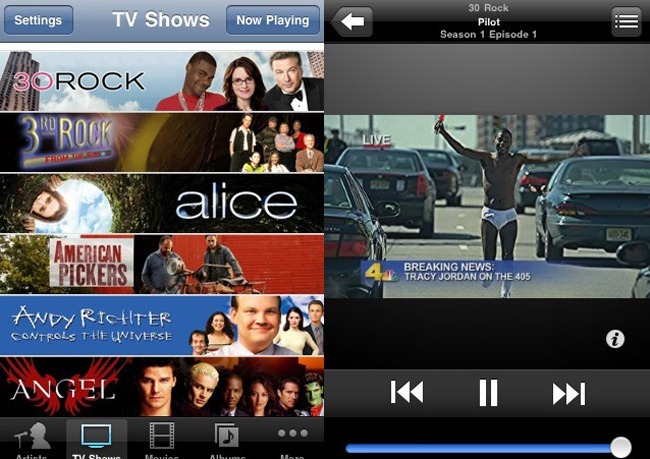 Settings
TV Shows
Now Playing
30 ROCK
3RD ROCK
FROM THE SUN
alice
AMERICAN
PICKERS
ANDY RICHTER
CONTROLS THE UNIVERSE
ANGEL
Artists
TV Shows
Movies
Albums
More
30 Rock
Pilot
Season 1 Episode 1
LIVE
4
BREAKING NEWS:
TRACY JORDAN ON THE 405
i